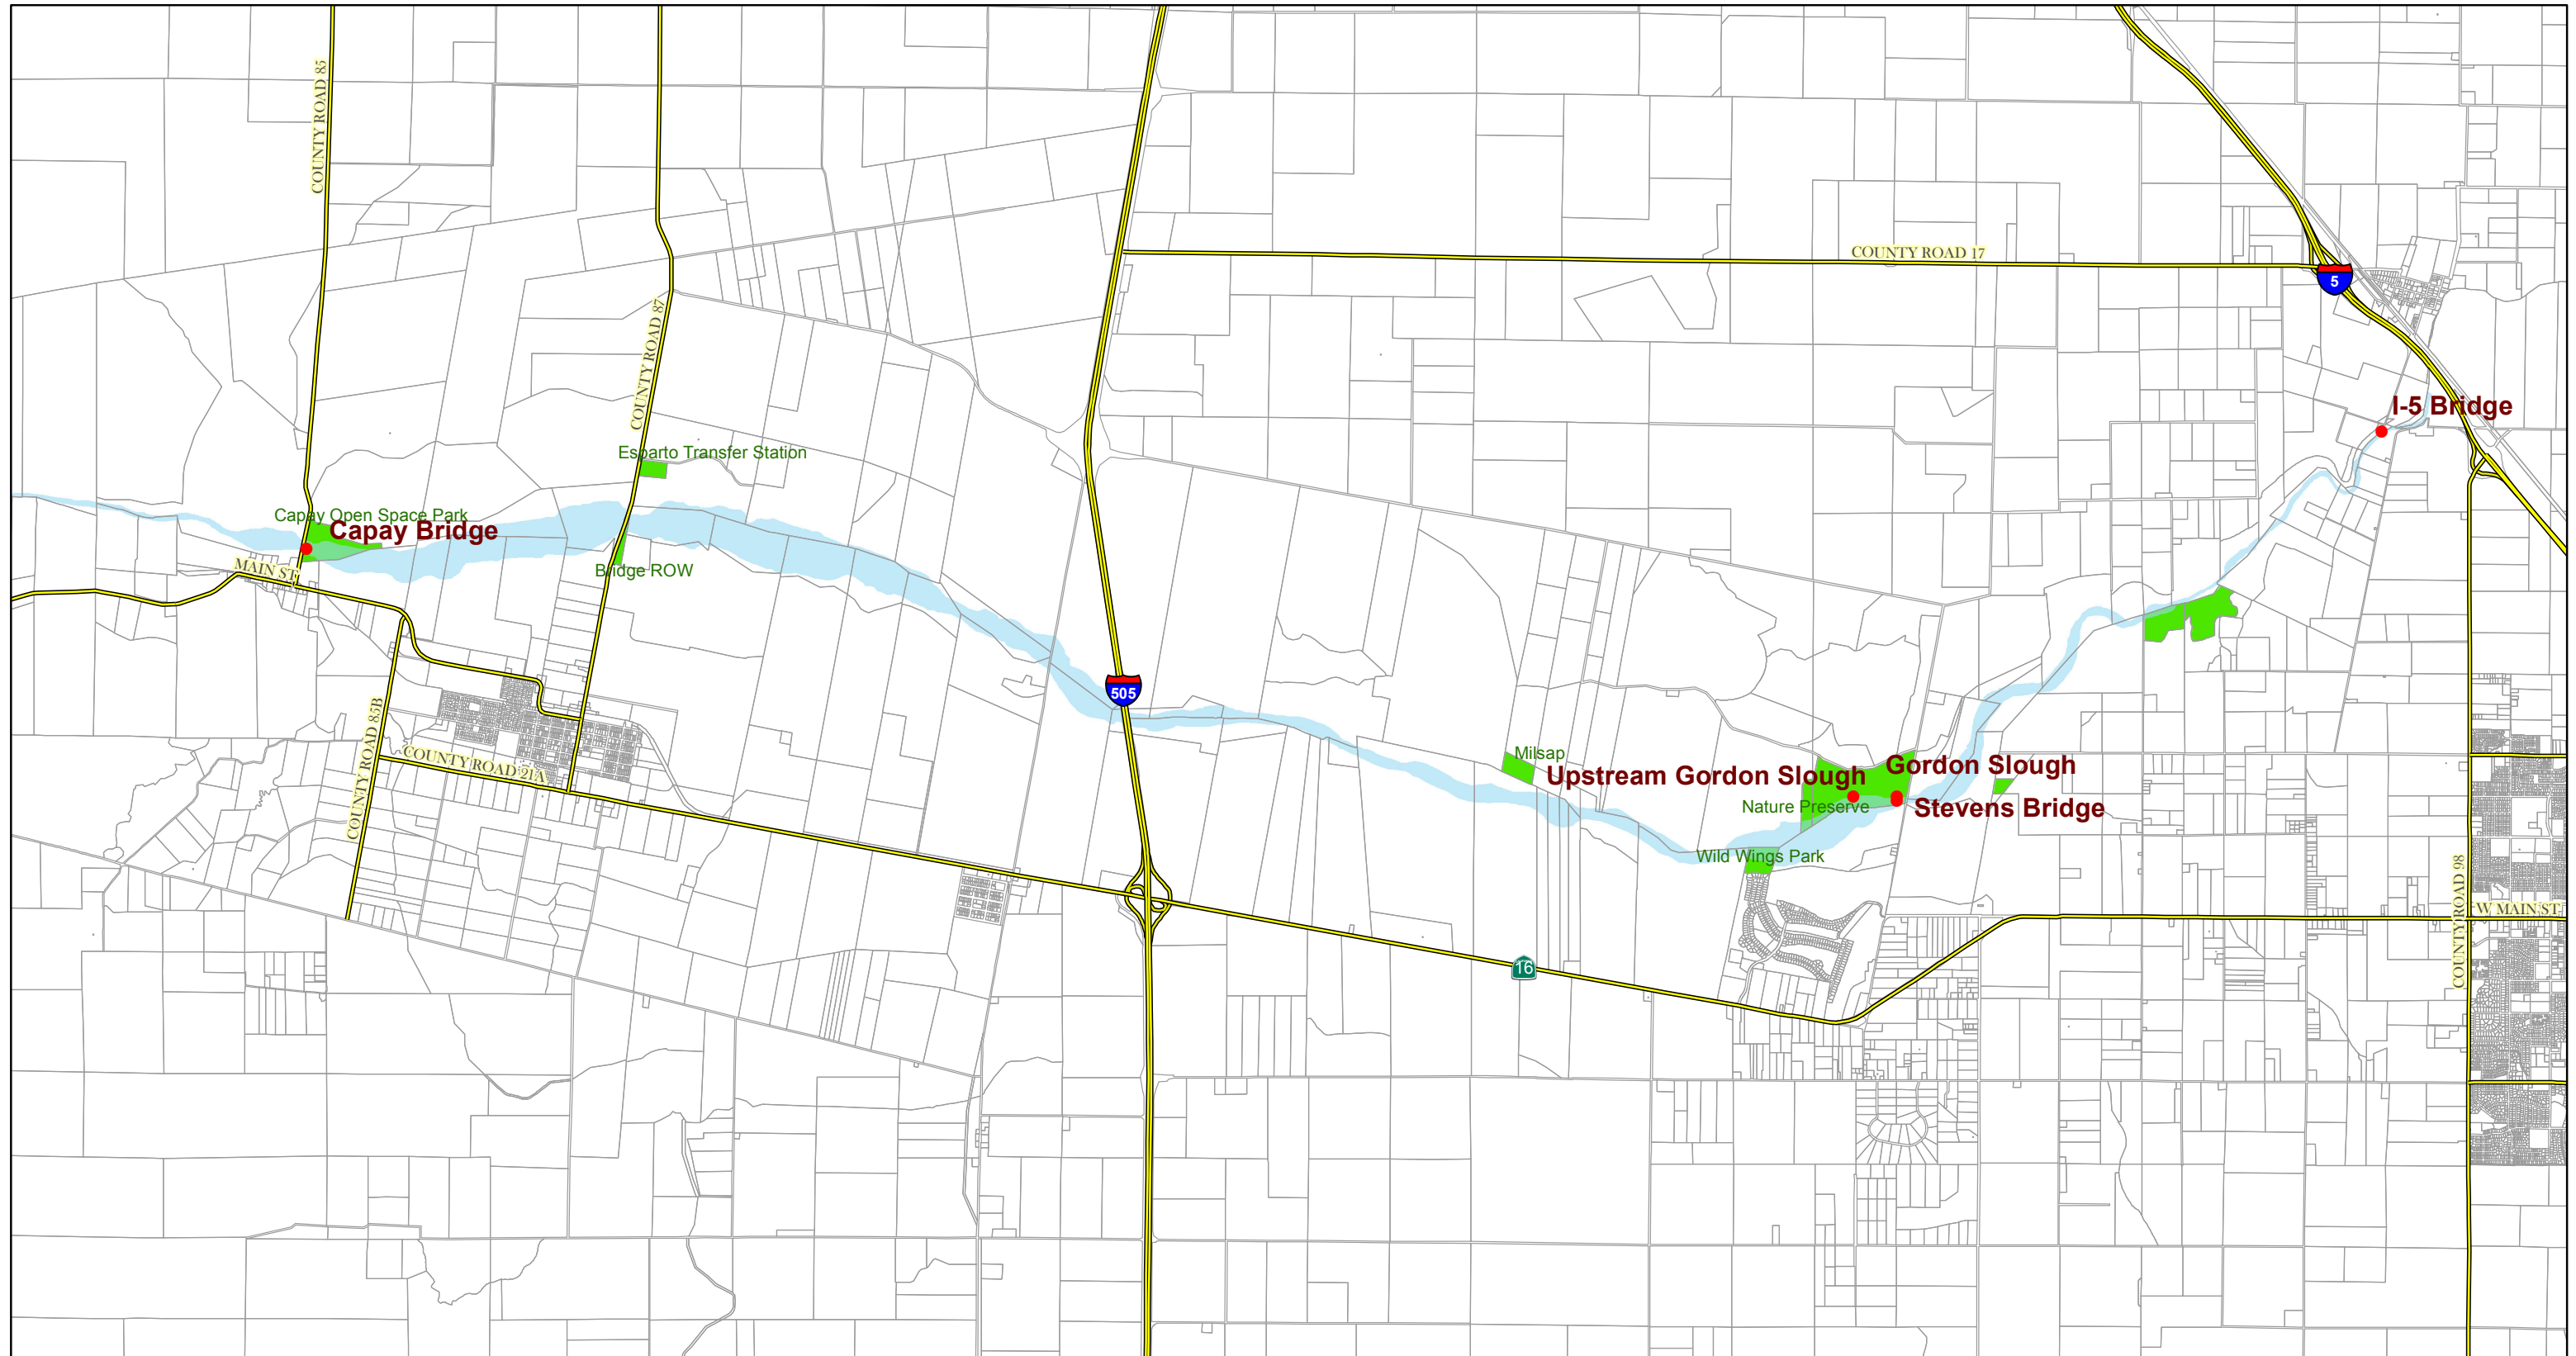 COUNTY ROAD 85
COUNTY ROAD 17
5
COUNTY ROAD 87
I-5 Bridge
Esparto Transfer Station
Capay Open Space Park
Capay Bridge
MAIN ST
Bridge ROW
505
COUNTY ROAD 85B
COUNTY ROAD 21A
Milsap
Upstream Gordon Slough
Gordon Slough
Nature Preserve
Stevens Bridge
Wild Wings Park
COUNTY ROAD 98
W MAIN ST
16